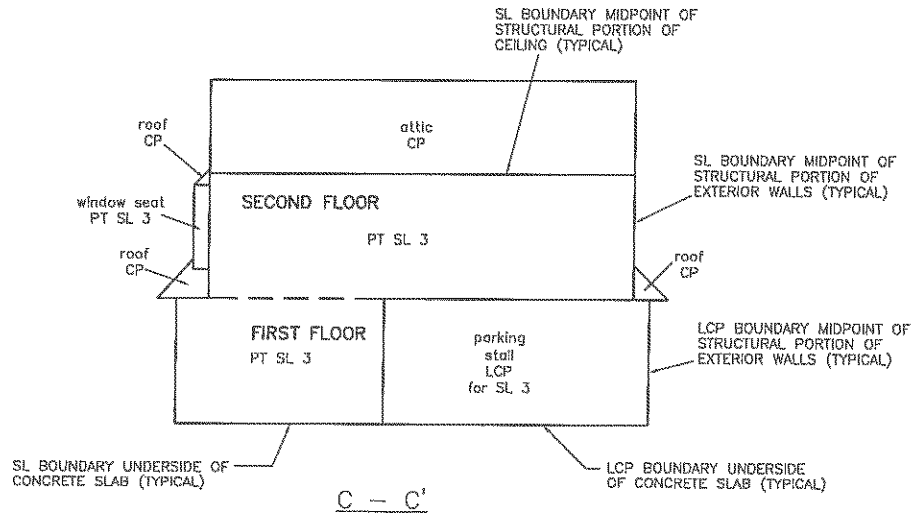 SL BOUNDARY MIDPOINT OF
STRUCTURAL PORTION OF
CEILING (TYPICAL)
roof
CP
attic
CP
SL BOUNDARY MIDPOINT OF
STRUCTURAL PORTION OF
EXTERIOR WALLS (TYPICAL)
window seat
PT SL 3
SECOND FLOOR
PT SL 3
roof
CP
roof
CP
FIRST FLOOR
PT SL 3
parking
stall
LCP
for SL 3
LCP BOUNDARY MIDPOINT OF
STRUCTURAL PORTION OF
EXTERIOR WALLS (TYPICAL)
SL BOUNDARY UNDERSIDE OF
CONCRETE SLAB (TYPICAL)
LCP BOUNDARY UNDERSIDE
OF CONCRETE SLAB (TYPICAL)
C - C'